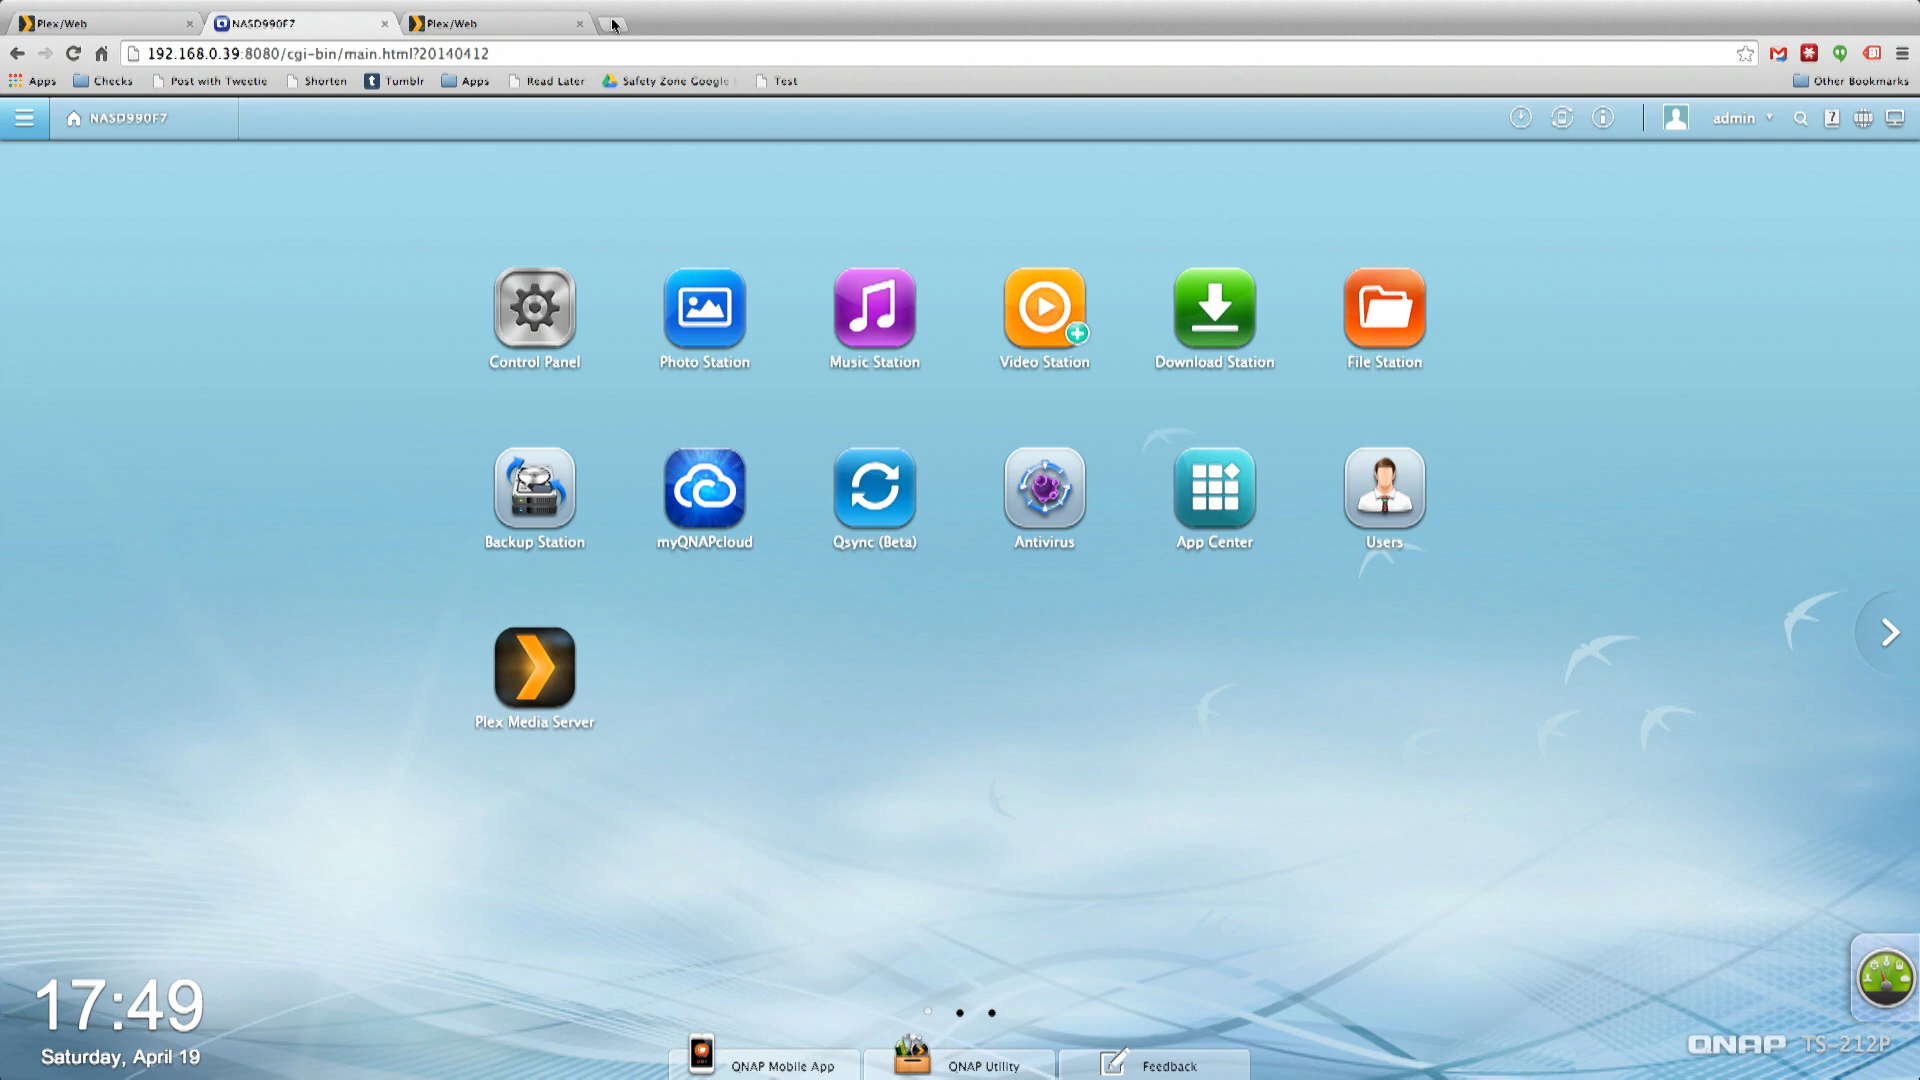 Plex/Web
NASD990F7
Plex/Web
192.168.0.39:8080/cgi-bin/main.html?20140412
Apps
Checks
Post with Tweetie
Shorten
Tumblr
Apps
Read Later
Safety Zone Google
Test
Other Bookmarks
NASD990F7
admin
Control Panel
Photo Station
Music Station
Video Station
Download Station
File Station
Backup Station
myQNAPcloud
Qsync (Beta)
Antivirus
App Center
Users
Plex Media Server
17:49
Saturday, April 19
QNAP Mobile App
QNAP Utility
Feedback
QNAP TS-212P